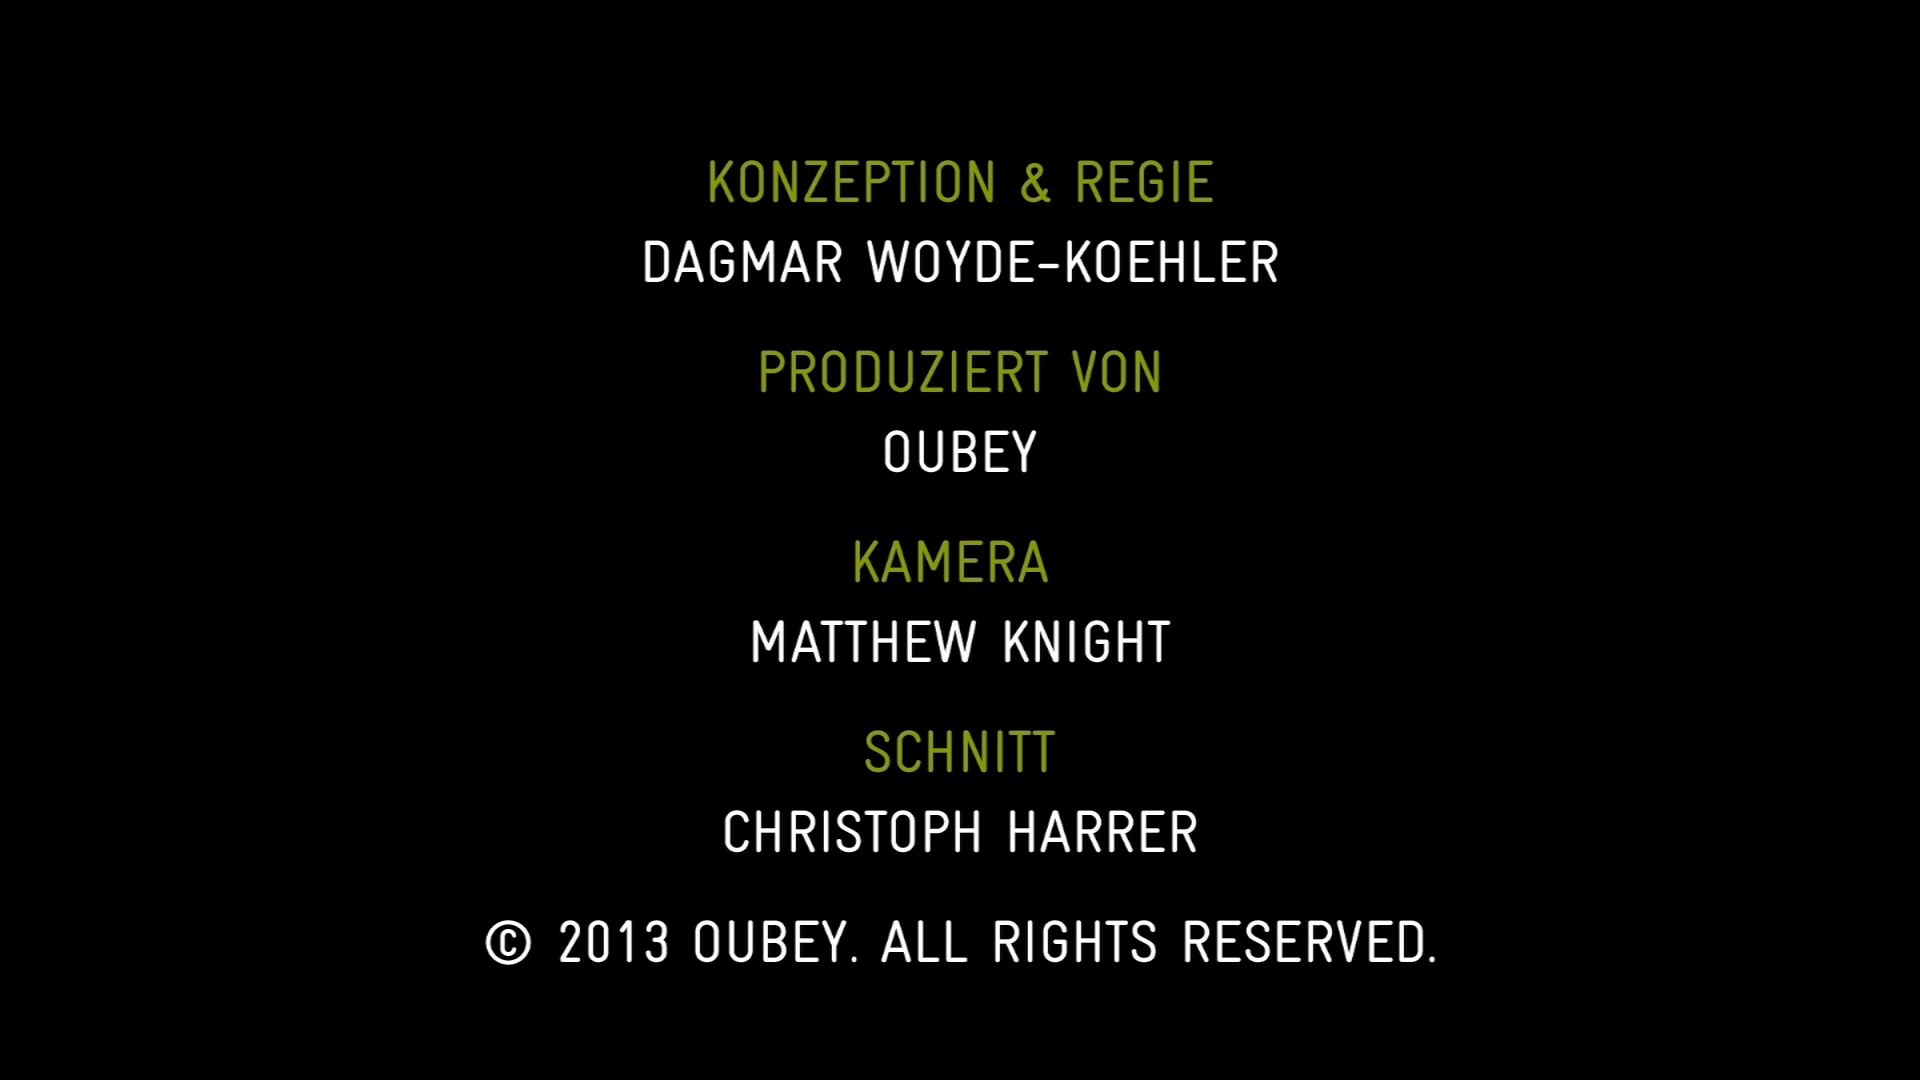 KONZEPTION & REGIE
DAGMAR WOYDE-KOEHLER
PRODUZIERT VON
OUBEY
KAMERA
MATTHEW KNIGHT
SCHNITT
CHRISTOPH HARRER
© 2013 OUBEY. ALL RIGHTS RESERVED.